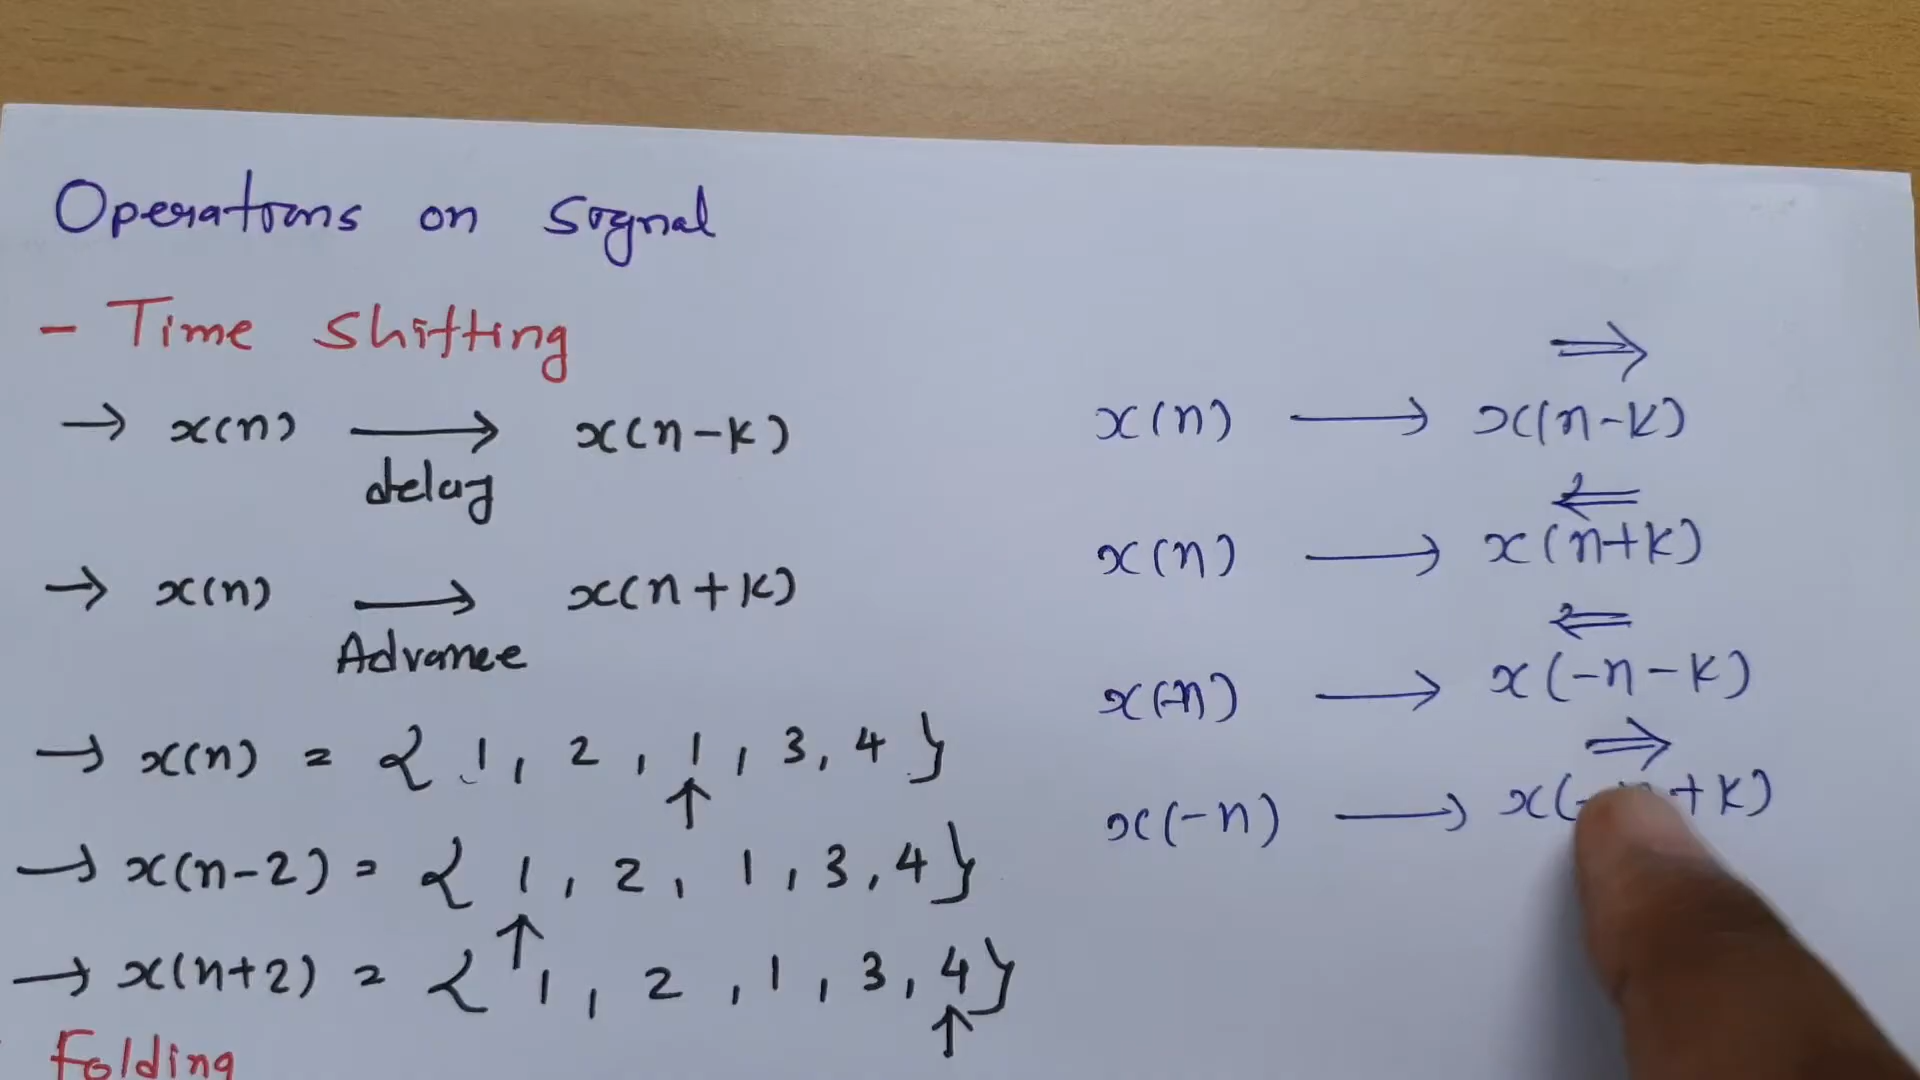 Operations on Signal
- Time Shifting
→ x(n) ⟶ x(n-k)
delay
→ x(n) ⟶ x(n+k)
Advance
→ x(n) = { 1, 2, 1, 3, 4 }
↑
→ x(n-2) = { 1, 2, 1, 3, 4 }
↑
→ x(n+2) = { 1, 2, 1, 3, 4 }
↑
Folding
⇒
x(n) ⟶ x(n-k)
⇐
x(n) ⟶ x(n+k)
⇐
x(-n) ⟶ x(-n-k)
⇒
x(-n) ⟶ x(- +k)